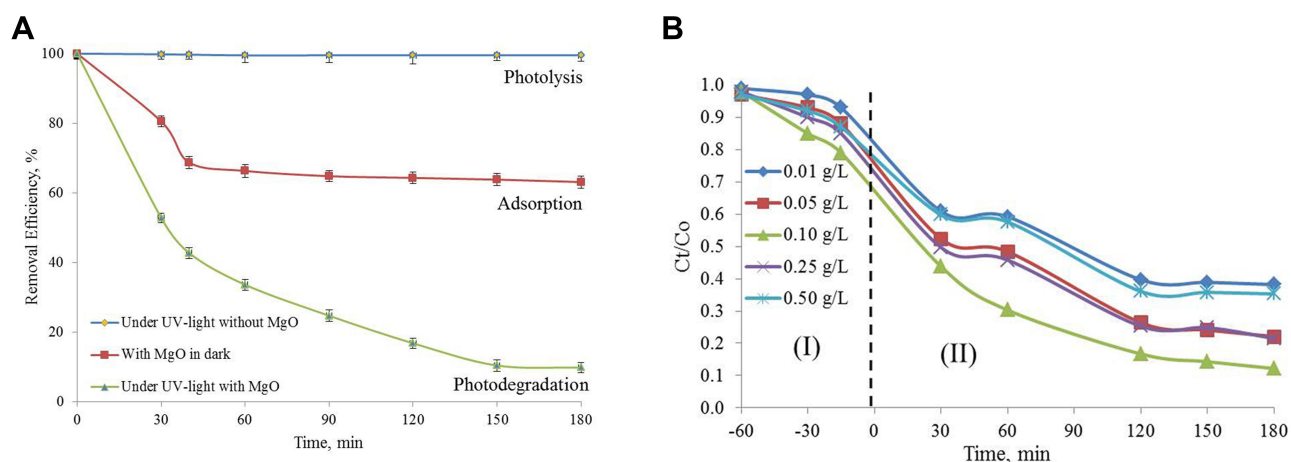 A
Removal Efficiency, %
100
80
60
40
20
0
Photolysis
Adsorption
Photodegradation
Under UV-light without MgO
With MgO in dark
Under UV-light with MgO
0
30
60
90
120
150
180
Time, min
B
Ct/Co
1.0
0.9
0.8
0.7
0.6
0.5
0.4
0.3
0.2
0.1
0.0
0.01 g/L
0.05 g/L
0.10 g/L
0.25 g/L
0.50 g/L
(I)
(II)
-60
-30
0
30
60
90
120
150
180
Time, min